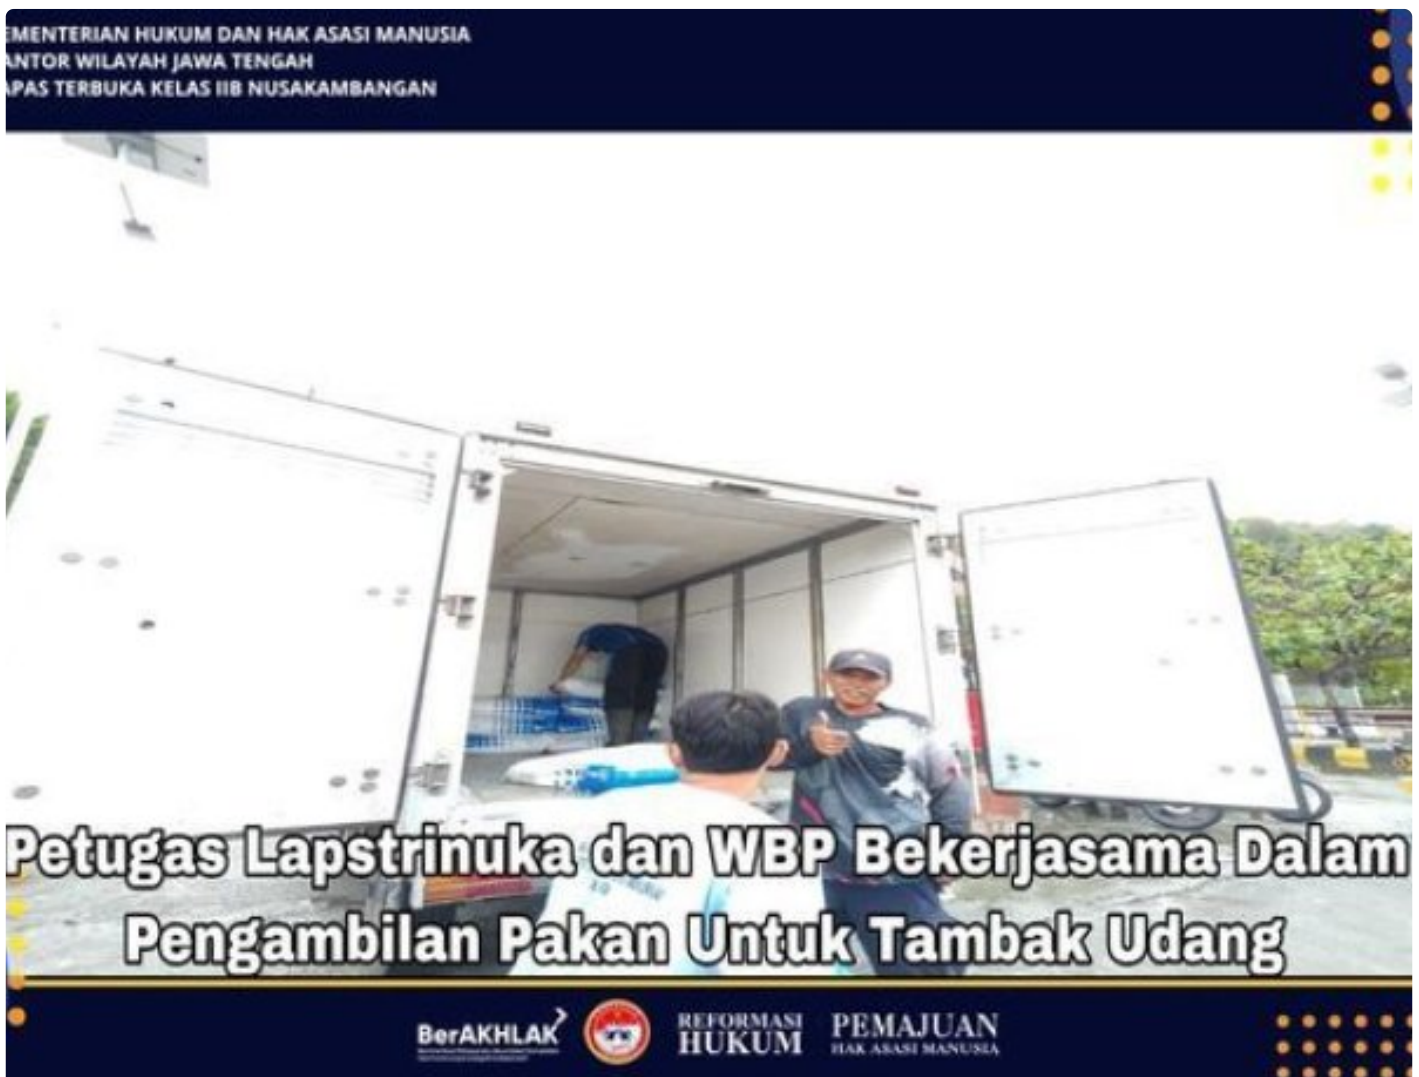 EMENTERIAN HUKUM DAN HAK ASASI MANUSIA
ANTOR WILAYAH JAWA TENGAH
APAS TERBUKA KELAS IIB NUSAKAMBANGAN
Petugas Lapstrinuka dan WBP Bekerjasama Dalam
Pengambilan Pakan Untuk Tambak Udang
BerAKHLAK
REFORMASI
HUKUM
PEMAJUAN
HAK ASASI MANUSIA